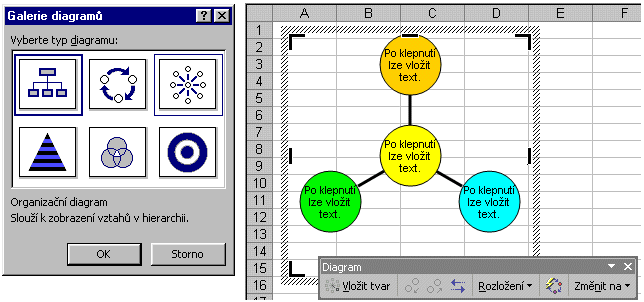 Galerie diagramů
Vyberte typ diagramu:
Organizační diagram
Slouží k zobrazení vztahů v hierarchii.
OK
Storno
A B C D E F
1
2
3
4
5
6
7
8
9
10
11
12
13
14
15
16
Po klepnutí
lze vložit
text.
Po klepnutí
lze vložit
text.
Po klepnutí
lze vložit
text.
Po klepnutí
lze vložit
text.
Diagram
Vložit tvar
Rozložení
Změnit na